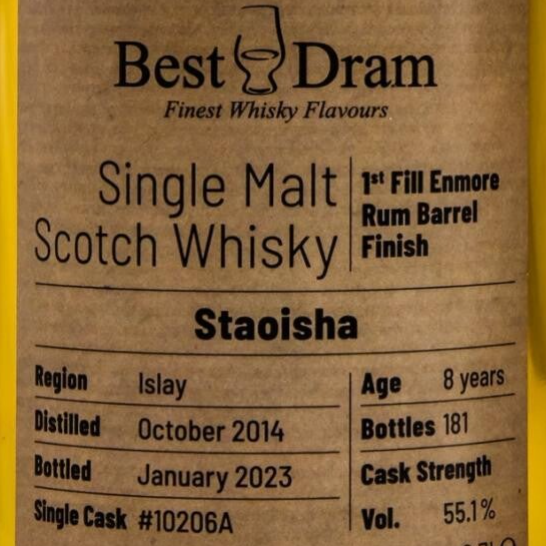 Best Dram
Finest Whisky Flavours
Single Malt
Scotch Whisky
1st Fill Enmore
Rum Barrel
Finish
Staoisha
Region Islay
Distilled October 2014
Bottled January 2023
Single Cask #10206A
Age 8 years
Bottles 181
Cask Strength
Vol. 55.1%